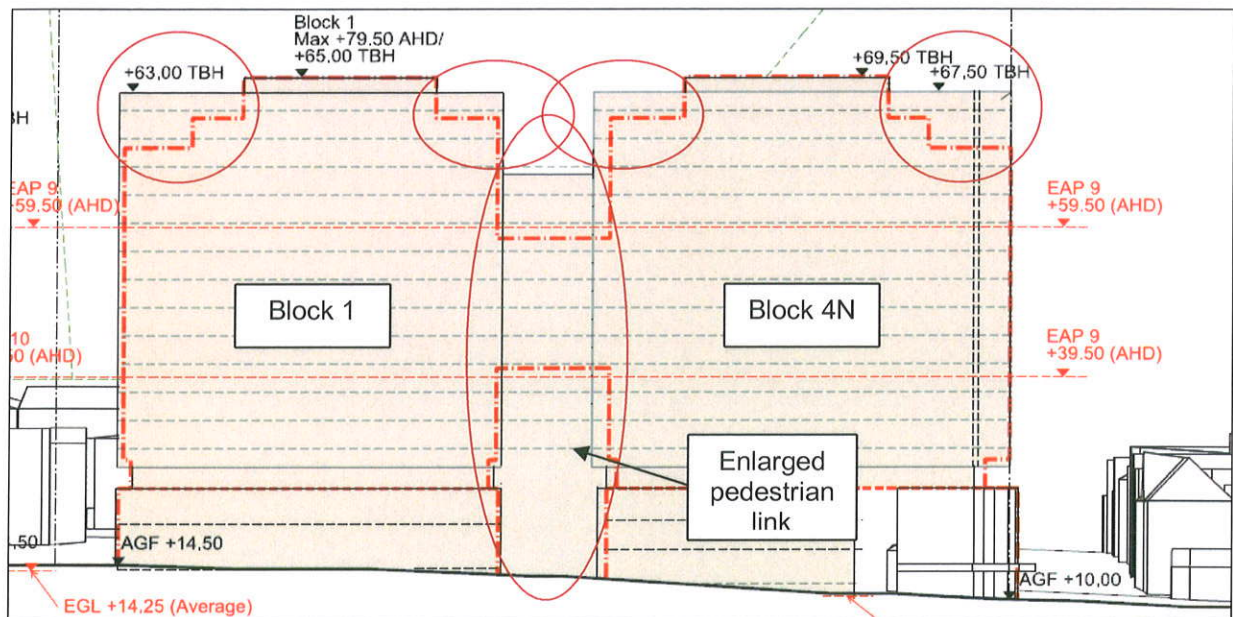 Block 1
Max +79.50 AHD/
+65.00 TBH
+63,00 TBH
+69,50 TBH
+67,50 TBH
3H
EAP 9
+59.50 (AHD)
EAP 9
+59.50 (AHD)
Block 1
Block 4N
10
50 (AHD)
EAP 9
+39.50 (AHD)
Enlarged
pedestrian
link
,50
AGF +14,50
AGF +10,00
EGL +14.25 (Average)